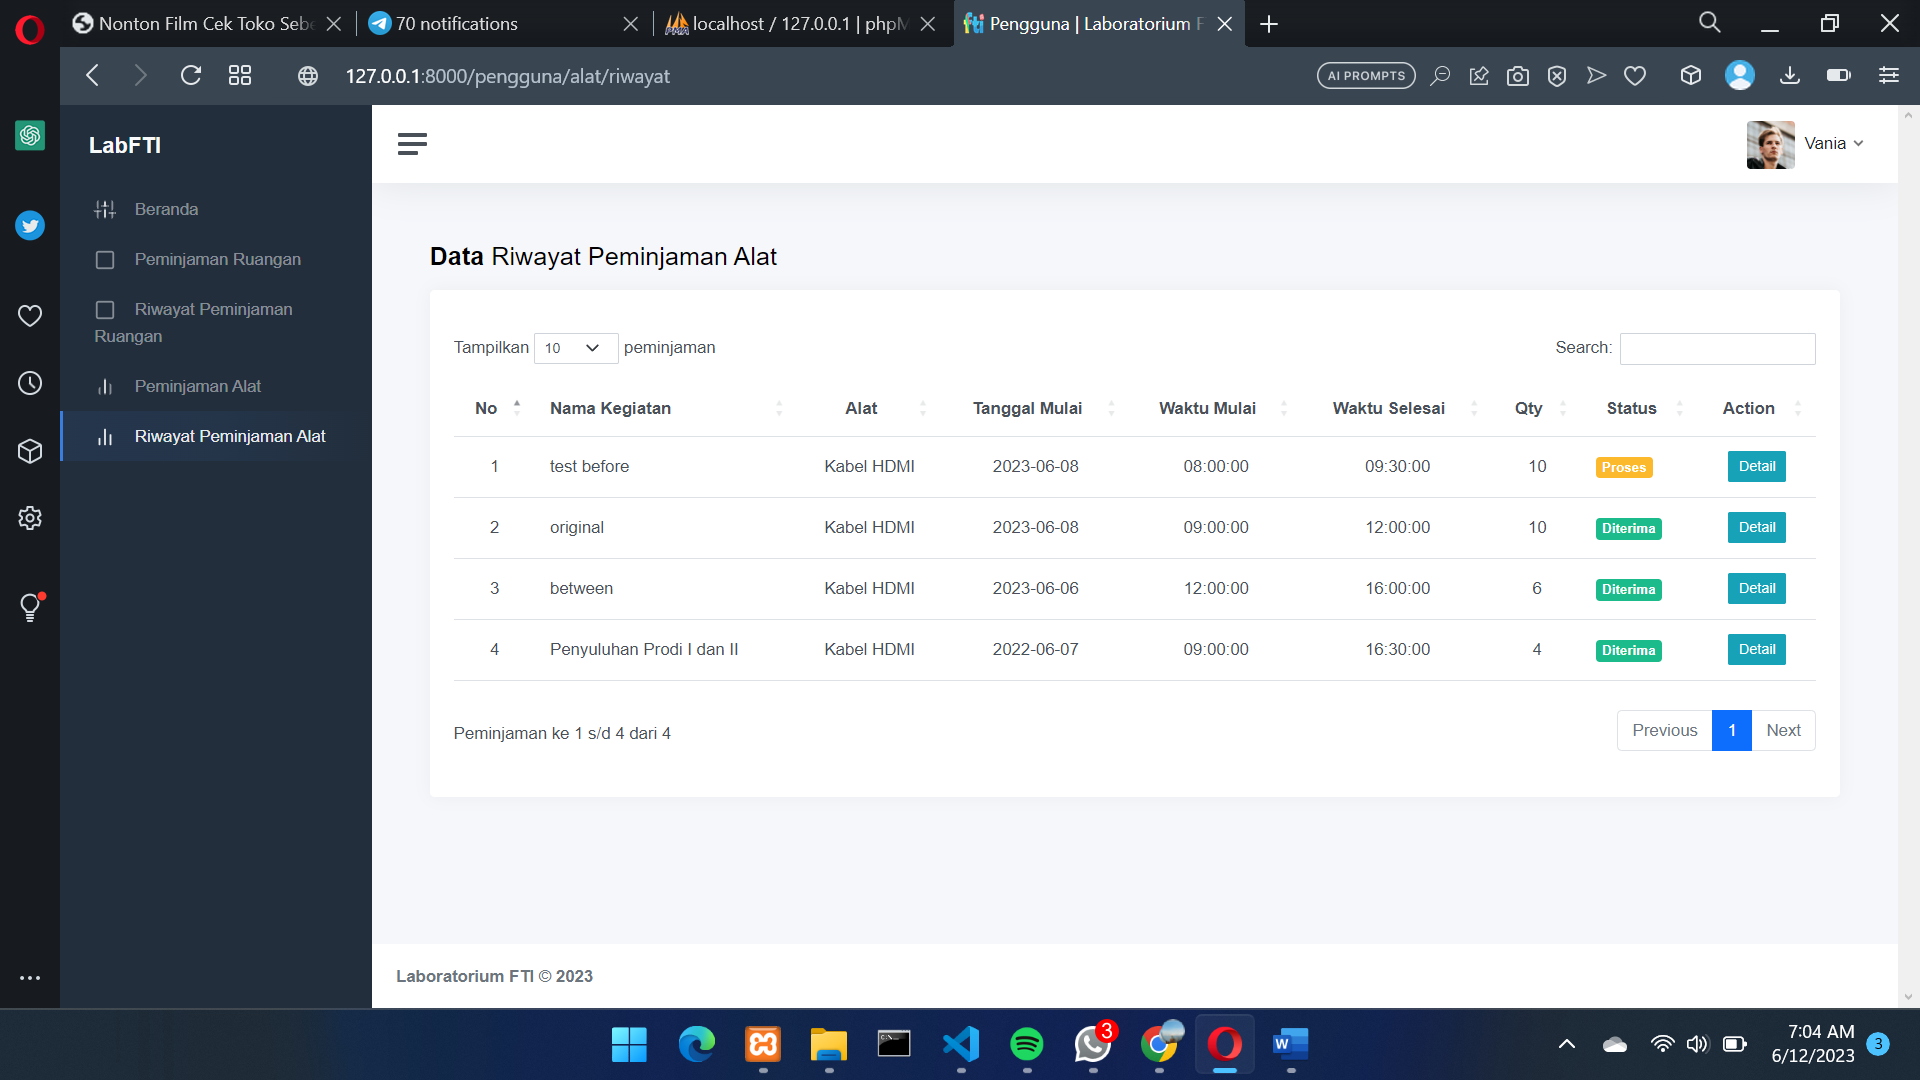 Nonton Film Cek Toko Sebe
70 notifications
localhost / 127.0.0.1 | phpM
Pengguna | Laboratorium F
127.0.0.1:8000/pengguna/alat/riwayat
AI PROMPTS
LabFTI
Vania
Beranda
Peminjaman Ruangan
Riwayat Peminjaman
Ruangan
Peminjaman Alat
Riwayat Peminjaman Alat
Data Riwayat Peminjaman Alat
Tampilkan 10 peminjaman
Search:
No Nama Kegiatan Alat Tanggal Mulai Waktu Mulai Waktu Selesai Qty Status Action
1 test before Kabel HDMI 2023-06-08 08:00:00 09:30:00 10 Proses Detail
2 original Kabel HDMI 2023-06-08 09:00:00 12:00:00 10 Diterima Detail
3 between Kabel HDMI 2023-06-06 12:00:00 16:00:00 6 Diterima Detail
4 Penyuluhan Prodi I dan II Kabel HDMI 2022-06-07 09:00:00 16:30:00 4 Diterima Detail
Peminjaman ke 1 s/d 4 dari 4
Previous 1 Next
Laboratorium FTI © 2023
3
7:04 AM
6/12/2023
3